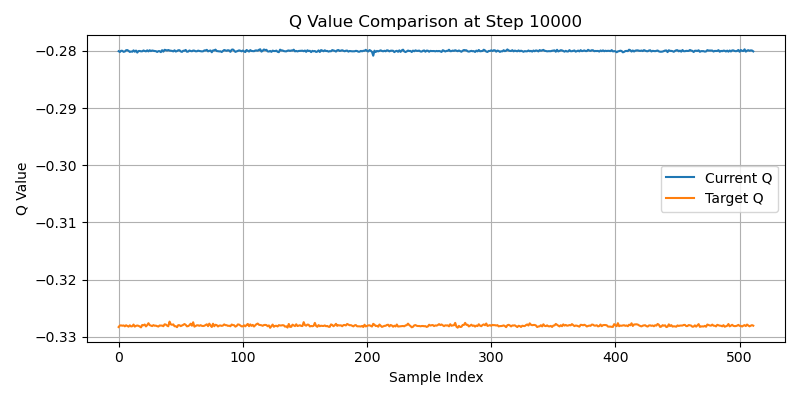 Q Value Comparison at Step 10000
−0.28
−0.29
−0.30
−0.31
−0.32
−0.33
Q Value
Current Q
Target Q
0 100 200 300 400 500
Sample Index